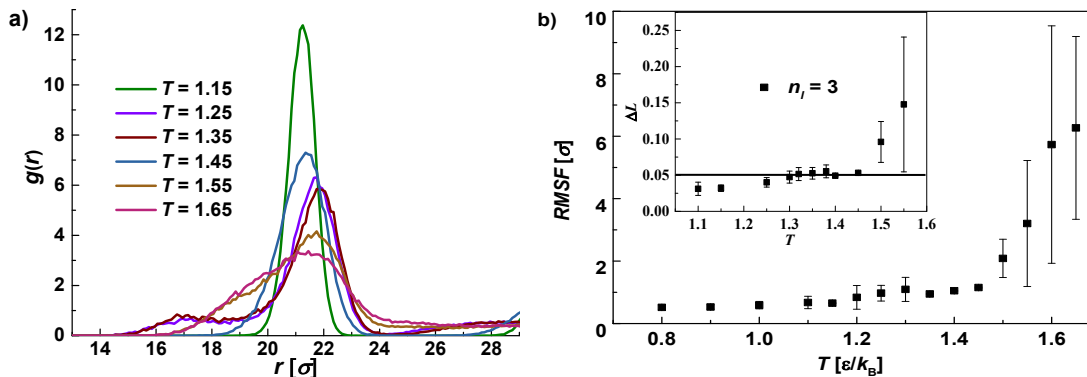 a)
g(r)
12
10
8
6
4
2
0
T = 1.15
T = 1.25
T = 1.35
T = 1.45
T = 1.55
T = 1.65
14 16 18 20 22 24 26 28
r [σ]
b)
RMSF [σ]
10
8
6
4
2
0
0.8 1.0 1.2 1.4 1.6
T [ε/k_B]
ΔL
0.25
0.20
0.15
0.10
0.05
0.00
n_l = 3
1.1 1.2 1.3 1.4 1.5 1.6
T